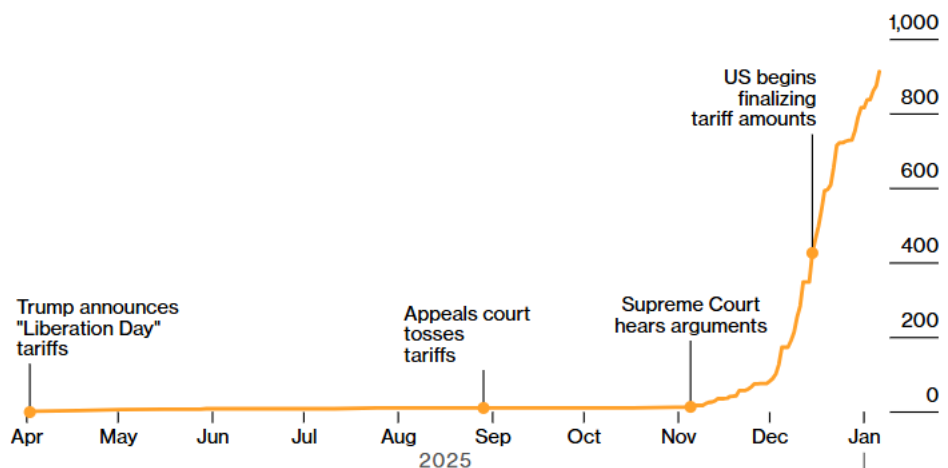 1,000
US begins
finalizing
tariff amounts
800
600
400
Trump announces
"Liberation Day"
tariffs
Appeals court
tosses
tariffs
Supreme Court
hears arguments
200
0
Apr May Jun Jul Aug Sep Oct Nov Dec Jan
2025